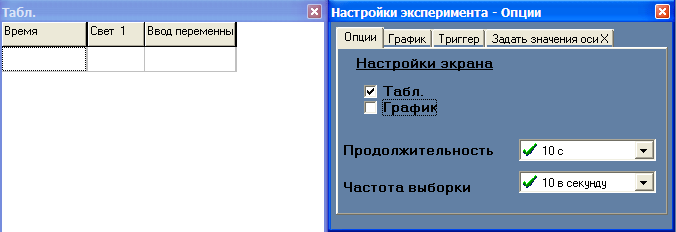 Табл.
Время Свет 1 Ввод переменны
Настройки эксперимента - Опции
Опции График Триггер Задать значения оси X
Настройки экрана
Табл.
График
Продолжительность 10 с
Частота выборки 10 в секунду